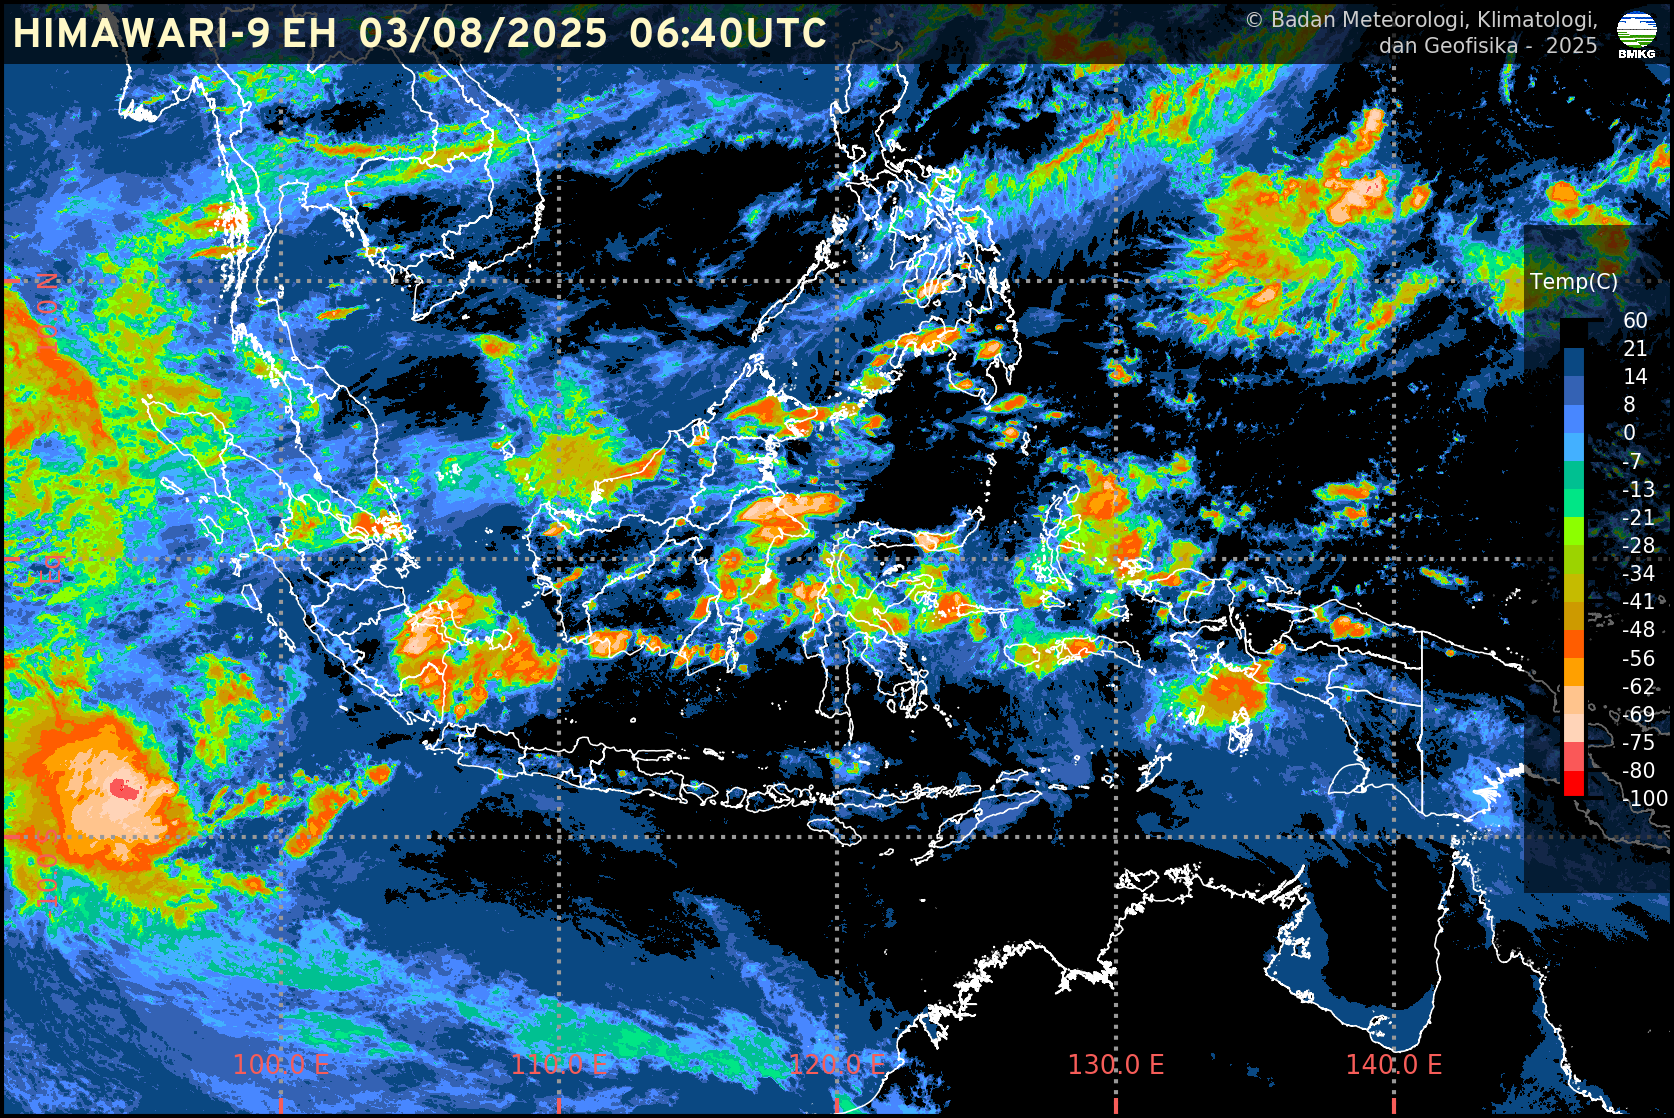 HIMAWARI-9 EH 03/08/2025 06:40UTC
© Badan Meteorologi, Klimatologi,
dan Geofisika - 2025
BMKG
Temp(C)
60
21
14
8
0
-7
-13
-21
-28
-34
-41
-48
-56
-62
-69
-75
-80
-100
100.0 E
110.0 E
120.0 E
130.0 E
140.0 E